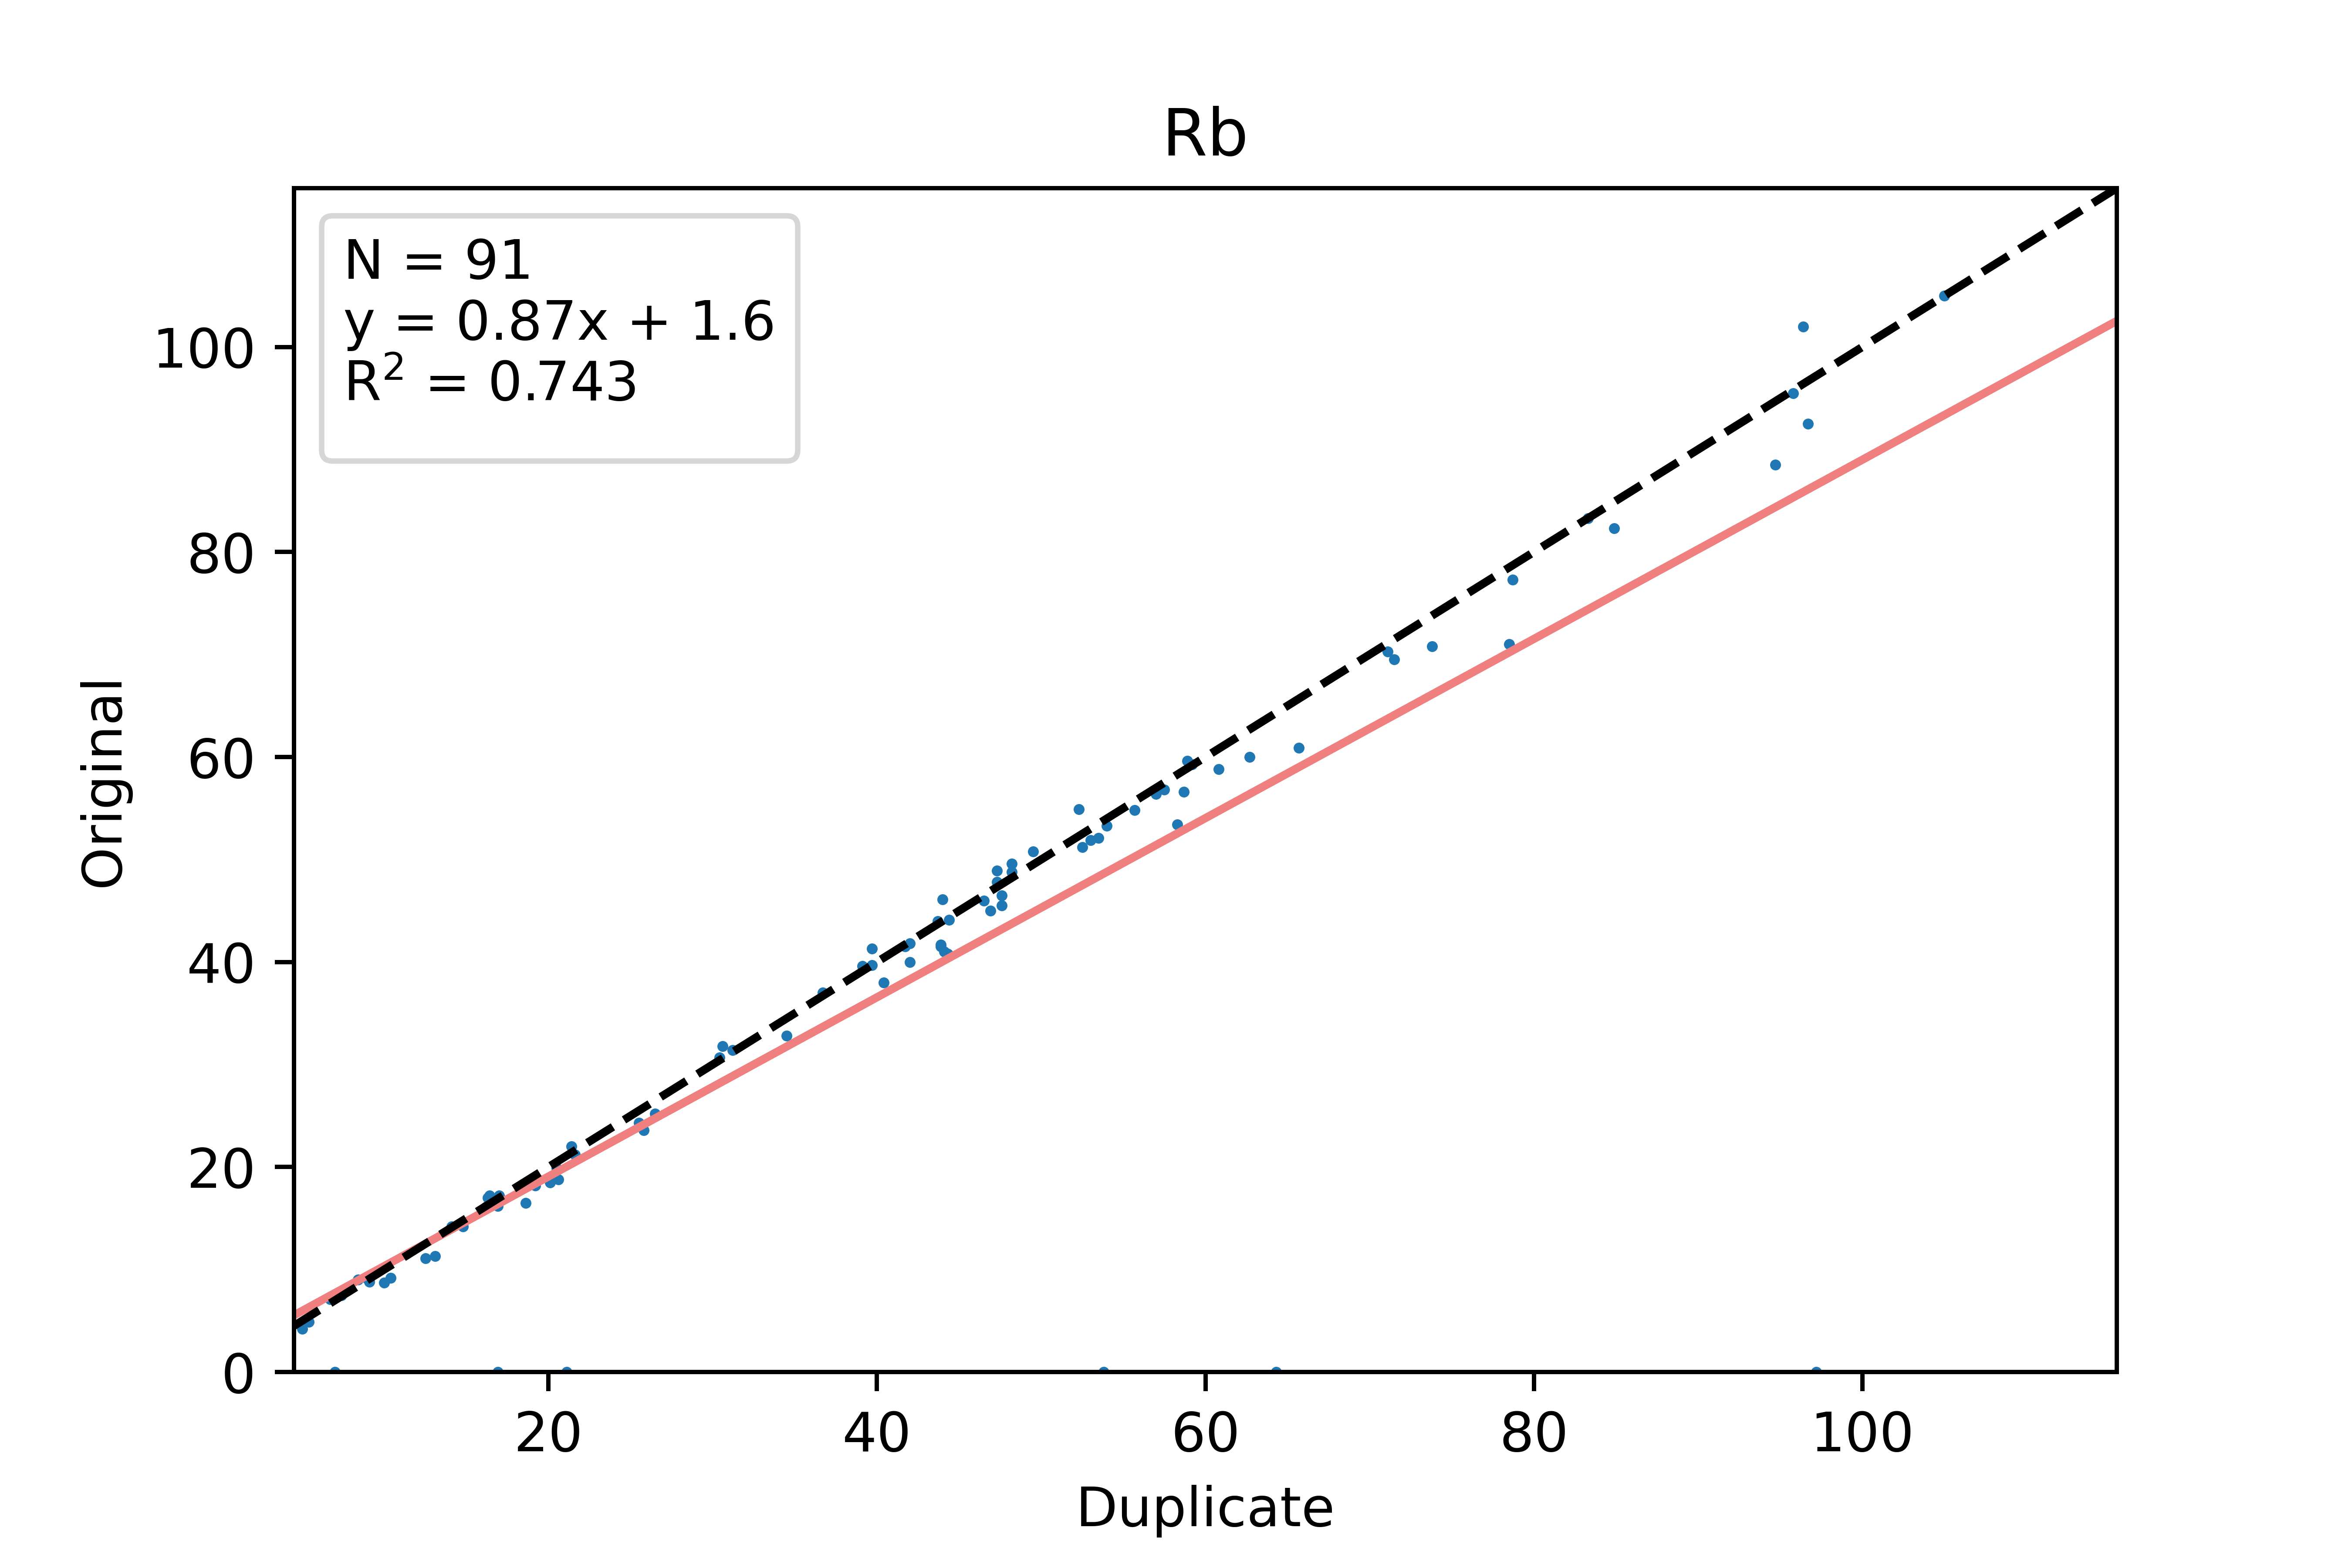 Rb
N = 91
y = 0.87x + 1.6
R² = 0.743
100
80
60
40
20
0
Original
20 40 60 80 100
Duplicate